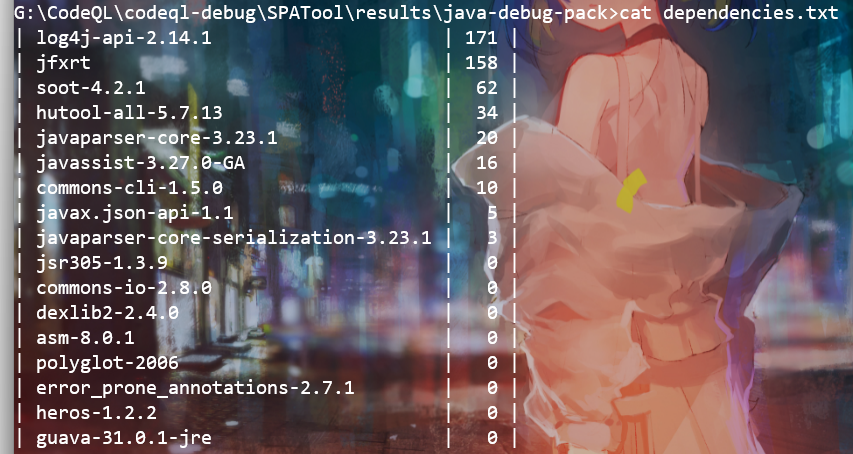 G:\CodeQL\codeql-debug\SPATool\results\java-debug-pack>cat dependencies.txt
| log4j-api-2.14.1 | 171 |
| jfxrt | 158 |
| soot-4.2.1 | 62 |
| hutool-all-5.7.13 | 34 |
| javaparser-core-3.23.1 | 20 |
| javassist-3.27.0-GA | 16 |
| commons-cli-1.5.0 | 10 |
| javax.json-api-1.1 | 5 |
| javaparser-core-serialization-3.23.1 | 3 |
| jsr305-1.3.9 | 0 |
| commons-io-2.8.0 | 0 |
| dexlib2-2.4.0 | 0 |
| asm-8.0.1 | 0 |
| polyglot-2006 | 0 |
| error_prone_annotations-2.7.1 | 0 |
| heros-1.2.2 | 0 |
| guava-31.0.1-jre | 0 |